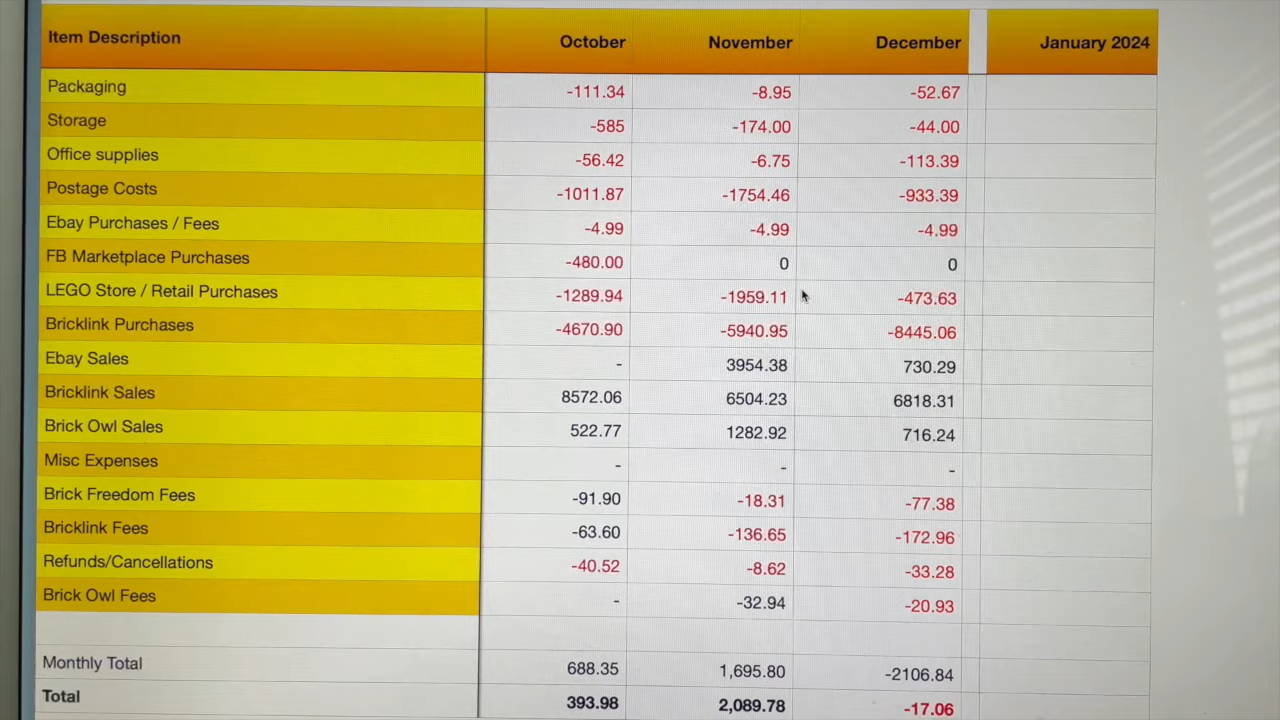 Item Description October November December January 2024
Packaging -111.34 -8.95 -52.67
Storage -585 -174.00 -44.00
Office supplies -56.42 -6.75 -113.39
Postage Costs -1011.87 -1754.46 -933.39
Ebay Purchases / Fees -4.99 -4.99 -4.99
FB Marketplace Purchases -480.00 0 0
LEGO Store / Retail Purchases -1289.94 -1959.11 -473.63
Bricklink Purchases -4670.90 -5940.95 -8445.06
Ebay Sales - 3954.38 730.29
Bricklink Sales 8572.06 6504.23 6818.31
Brick Owl Sales 522.77 1282.92 716.24
Misc Expenses - - -
Brick Freedom Fees -91.90 -18.31 -77.38
Bricklink Fees -63.60 -136.65 -172.96
Refunds/Cancellations -40.52 -8.62 -33.28
Brick Owl Fees - -32.94 -20.93
Monthly Total 688.35 1,695.80 -2106.84
Total 393.98 2,089.78 -17.06